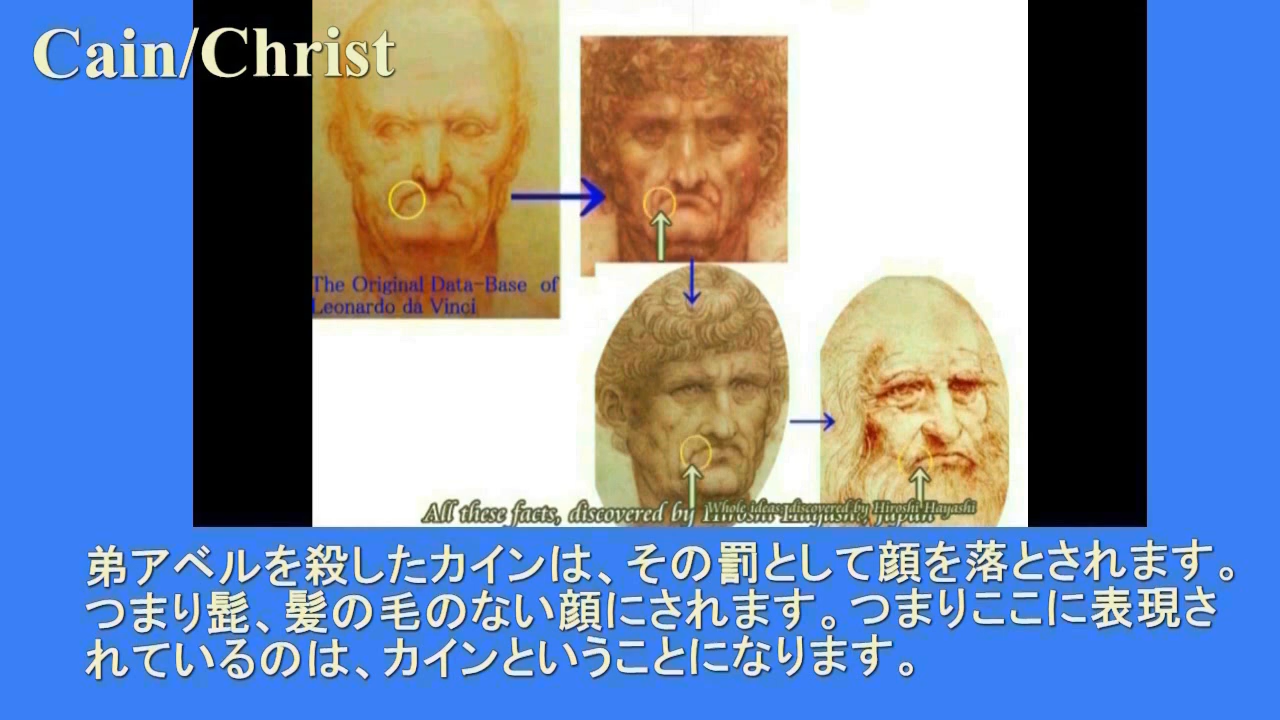 Cain/Christ
The Original Data-Base of
Leonardo da Vinci
All these facts, discovered by Hiroshi Hayashi, Japan
Whole ideas discovered by Hiroshi Hayashi
弟アベルを殺したカインは、その罰として顔を落とされます。
つまり髭、髪の毛のない顔にされます。つまりここに表現さ
れているのは、カインということになります。